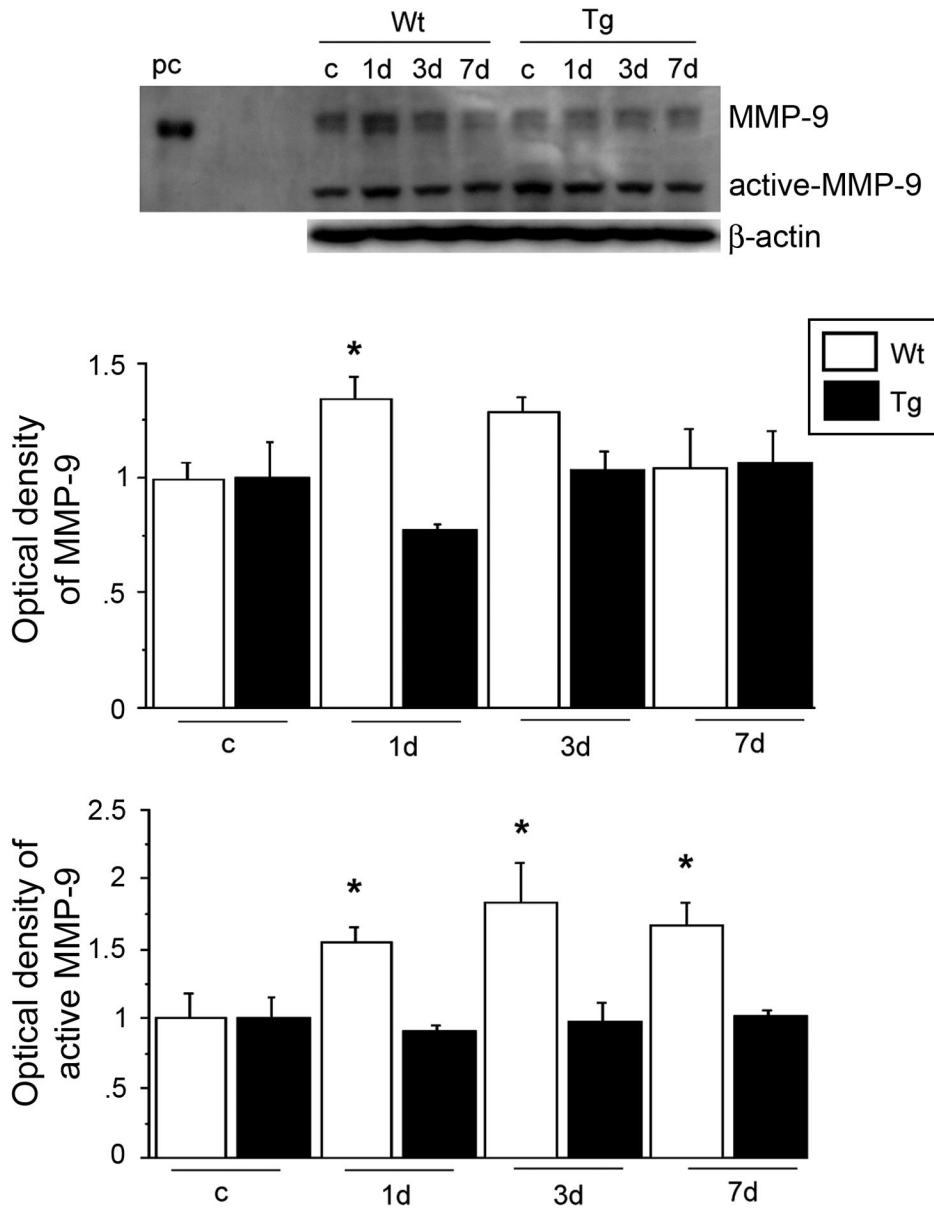 Wt Tg
pc c 1d 3d 7d c 1d 3d 7d
MMP-9
active-MMP-9
β-actin
Wt
Tg
Optical density
of MMP-9
1.5
1
.5
0
*
c 1d 3d 7d
Optical density of
active MMP-9
2.5
2
1.5
1
.5
0
* * *
c 1d 3d 7d